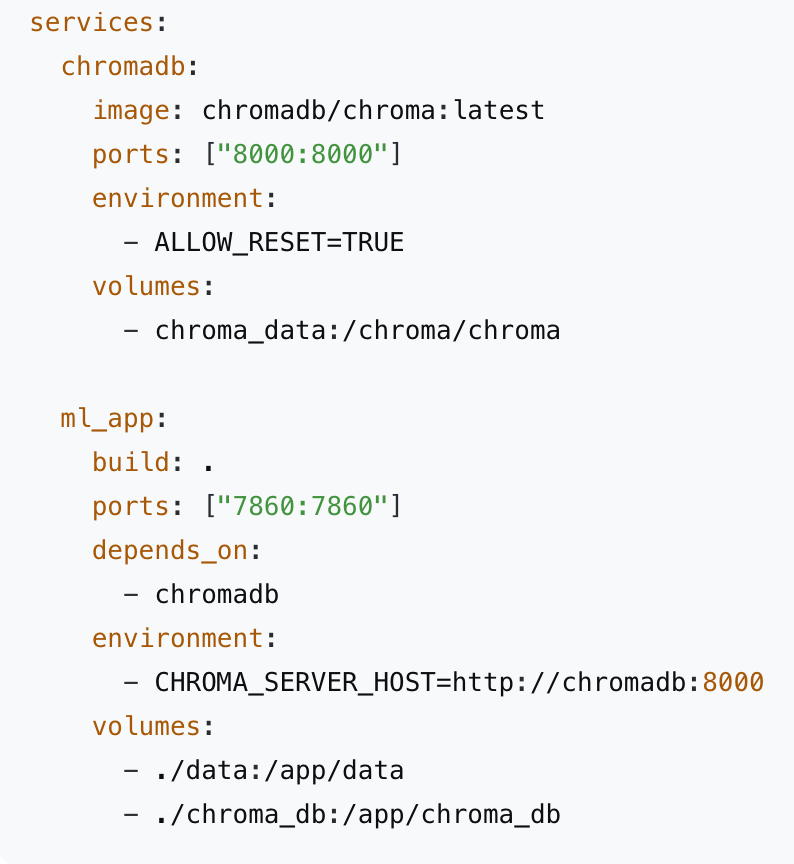 services:
  chromadb:
    image: chromadb/chroma:latest
    ports: ["8000:8000"]
    environment:
      - ALLOW_RESET=TRUE
    volumes:
      - chroma_data:/chroma/chroma

  ml_app:
    build: .
    ports: ["7860:7860"]
    depends_on:
      - chromadb
    environment:
      - CHROMA_SERVER_HOST=http://chromadb:8000
    volumes:
      - ./data:/app/data
      - ./chroma_db:/app/chroma_db